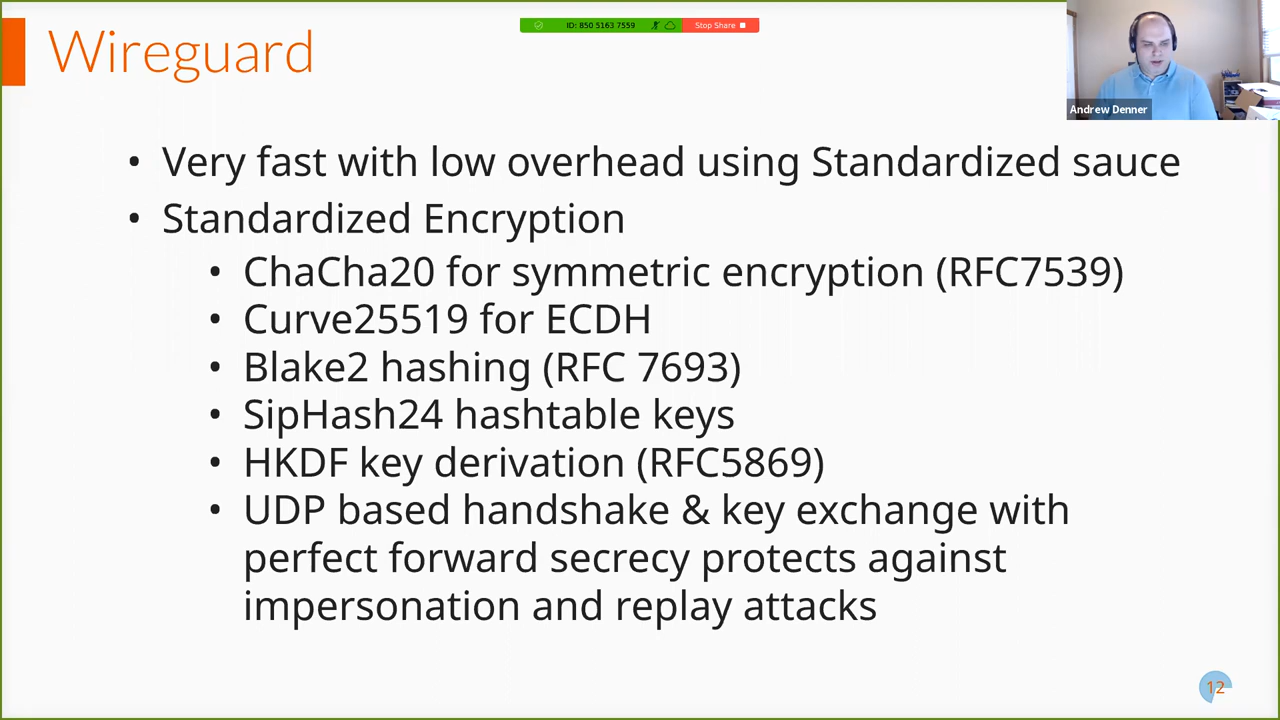 Wireguard
ID: 850 5163 7559
Stop Share
Andrew Denner
• Very fast with low overhead using Standardized sauce
• Standardized Encryption
• ChaCha20 for symmetric encryption (RFC7539)
• Curve25519 for ECDH
• Blake2 hashing (RFC 7693)
• SipHash24 hashtable keys
• HKDF key derivation (RFC5869)
• UDP based handshake & key exchange with
perfect forward secrecy protects against
impersonation and replay attacks
12